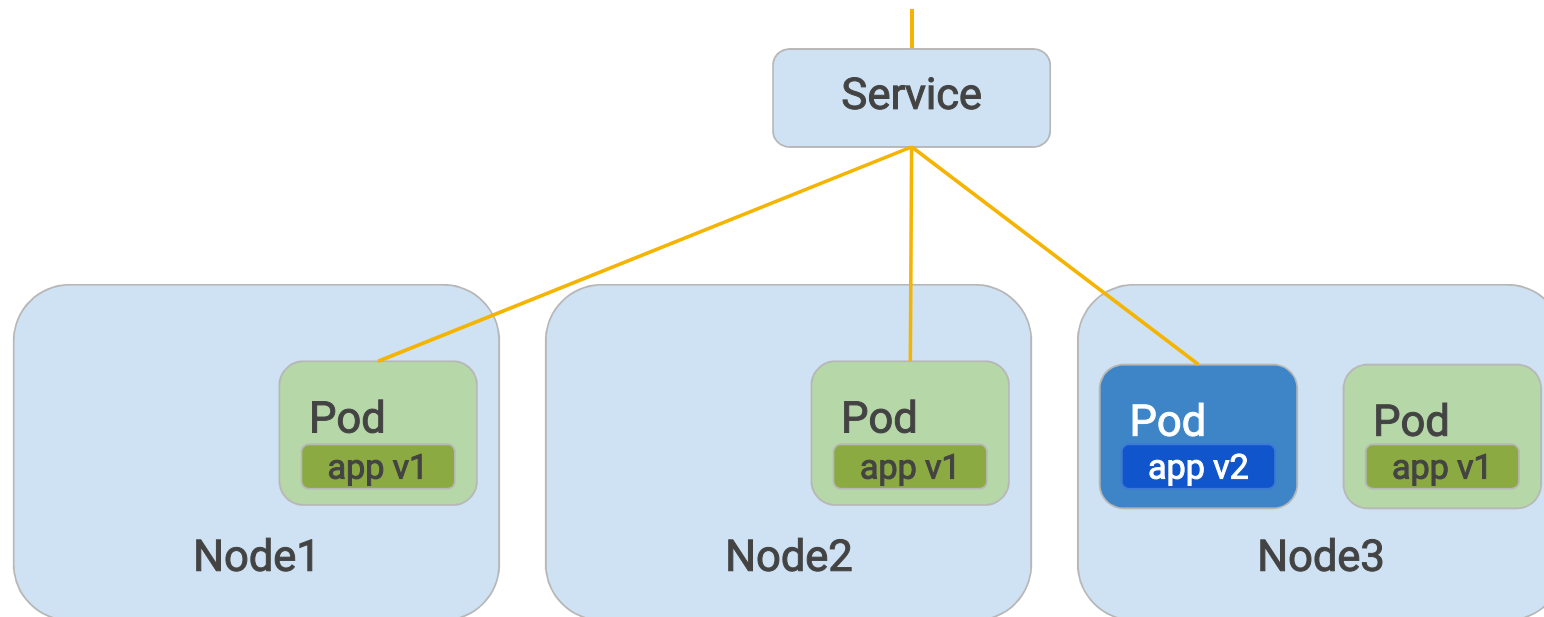 Service
Pod
app v1
Node1
Pod
app v1
Node2
Pod
app v2
Pod
app v1
Node3